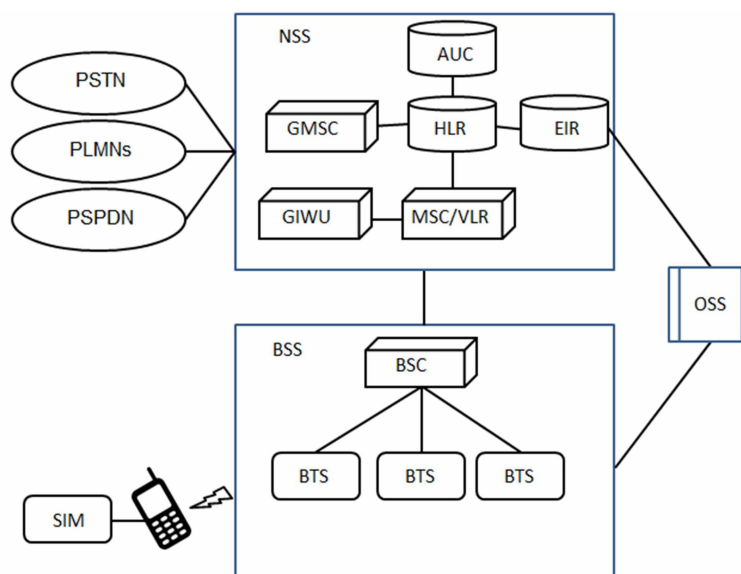 NSS
AUC
PSTN
GMSC
HLR
EIR
PLMNs
PSPDN
GIWU
MSC/VLR
OSS
BSS
BSC
BTS
BTS
BTS
SIM